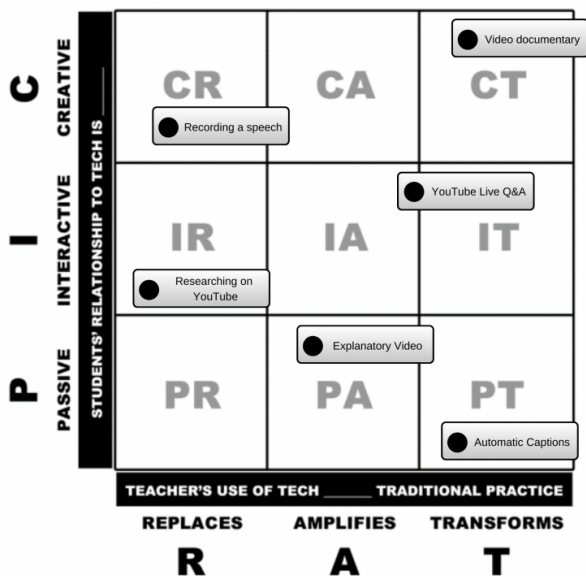 C
CREATIVE
I
INTERACTIVE
P
PASSIVE
STUDENTS' RELATIONSHIP TO TECH IS ______
Video documentary
CR
CA
CT
Recording a speech
YouTube Live Q&A
IR
IA
IT
Researching on
YouTube
Explanatory Video
PR
PA
PT
Automatic Captions
TEACHER'S USE OF TECH ______ TRADITIONAL PRACTICE
REPLACES
AMPLIFIES
TRANSFORMS
R
A
T